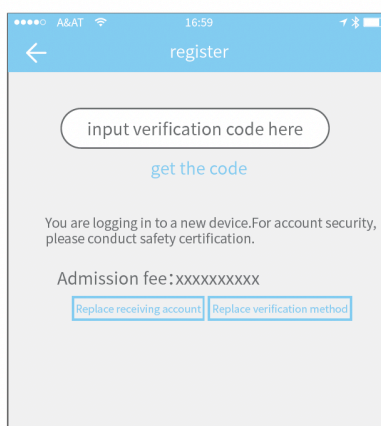 A&AT 16:59
register
input verification code here
get the code
You are logging in to a new device.For account security,
please conduct safety certification.
Admission fee:xxxxxxxxxx
Replace receiving account Replace verification method